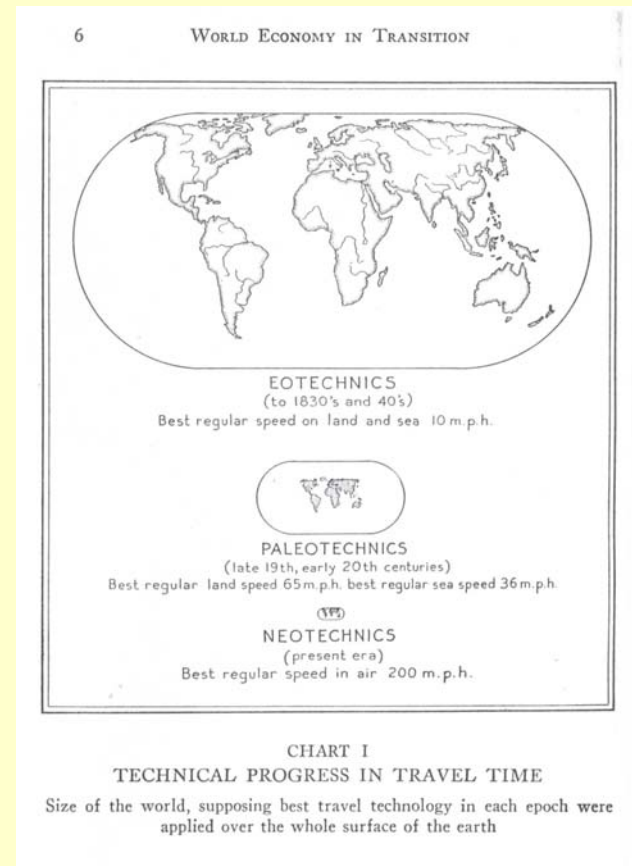 6
WORLD ECONOMY IN TRANSITION
EOTECHNICS
(to 1830's and 40's)
Best regular speed on land and sea 10 m.p.h.
PALEOTECHNICS
(late 19th, early 20th centuries)
Best regular land speed 65 m.p.h. best regular sea speed 36 m.p.h.
NEOTECHNICS
(present era)
Best regular speed in air 200 m.p.h.
CHART I
TECHNICAL PROGRESS IN TRAVEL TIME
Size of the world, supposing best travel technology in each epoch were
applied over the whole surface of the earth